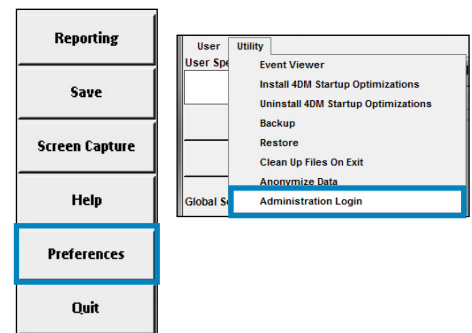 Reporting
Save
Screen Capture
Help
Preferences
Quit
User Utility
User Spe
Event Viewer
Install 4DM Startup Optimizations
Uninstall 4DM Startup Optimizations
Backup
Restore
Clean Up Files On Exit
Anonymize Data
Global Se
Administration Login